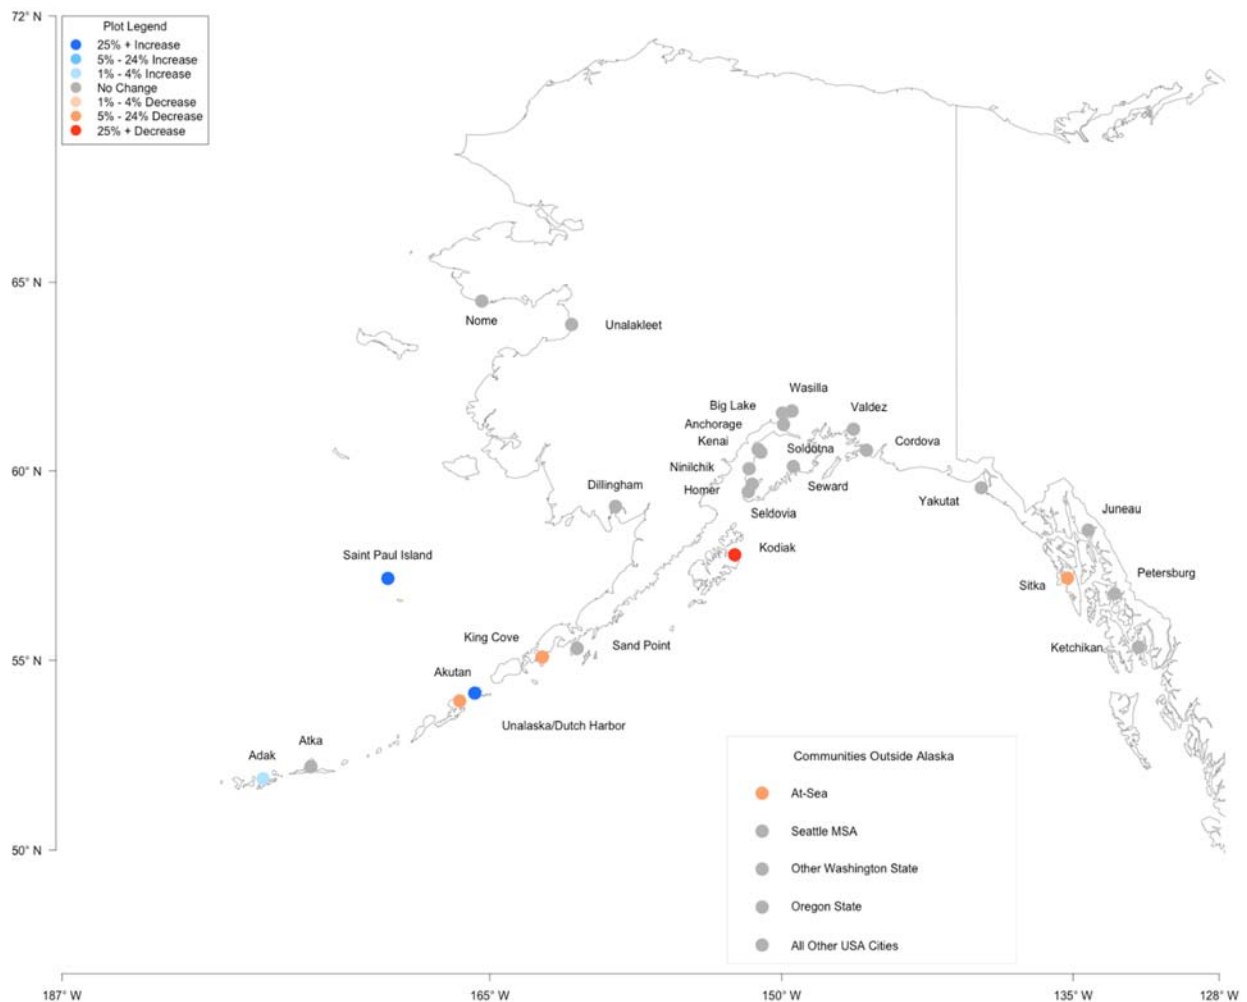 72° N
Plot Legend
25% + Increase
5% - 24% Increase
1% - 4% Increase
No Change
1% - 4% Decrease
5% - 24% Decrease
25% + Decrease
65° N
Nome
Unalakleet
Wasilla
Big Lake
Valdez
Anchorage
Kenai
Soldotna
Cordova
60° N
Ninilchik
Dillingham
Homer
Seward
Yakutat
Seldovia
Juneau
Saint Paul Island
Kodiak
Petersburg
Sitka
King Cove
Sand Point
Ketchikan
55° N
Akutan
Unalaska/Dutch Harbor
Atka
Adak
Communities Outside Alaska
At-Sea
Seattle MSA
50° N
Other Washington State
Oregon State
All Other USA Cities
187° W
165° W
150° W
135° W
128° W